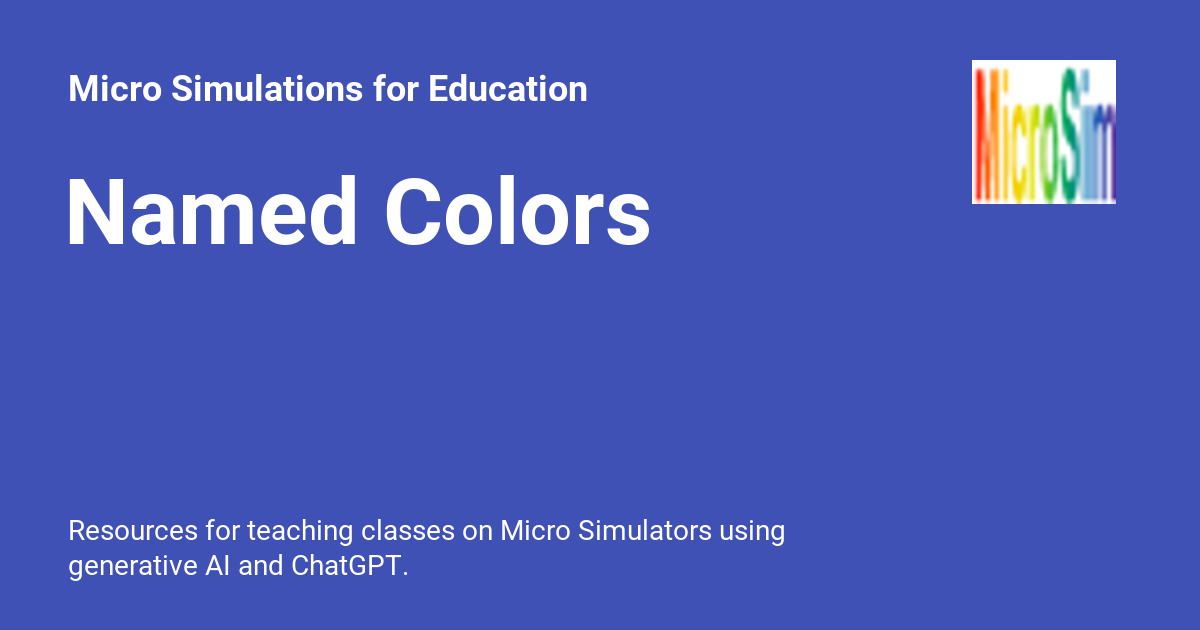 Micro Simulations for Education
MicroSim
Named Colors
Resources for teaching classes on Micro Simulators using
generative AI and ChatGPT.